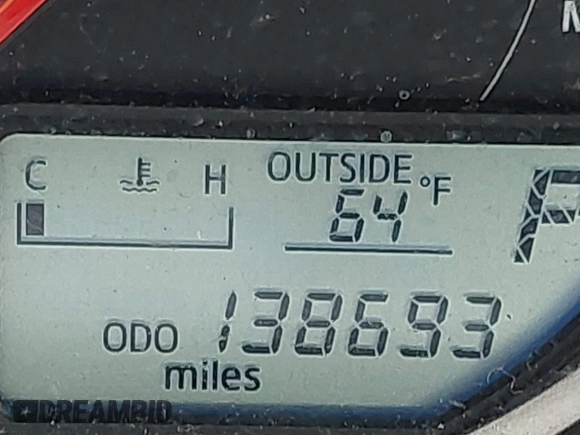 C H OUTSIDE °F
64
P
ODO 138693
miles
DREAMBID